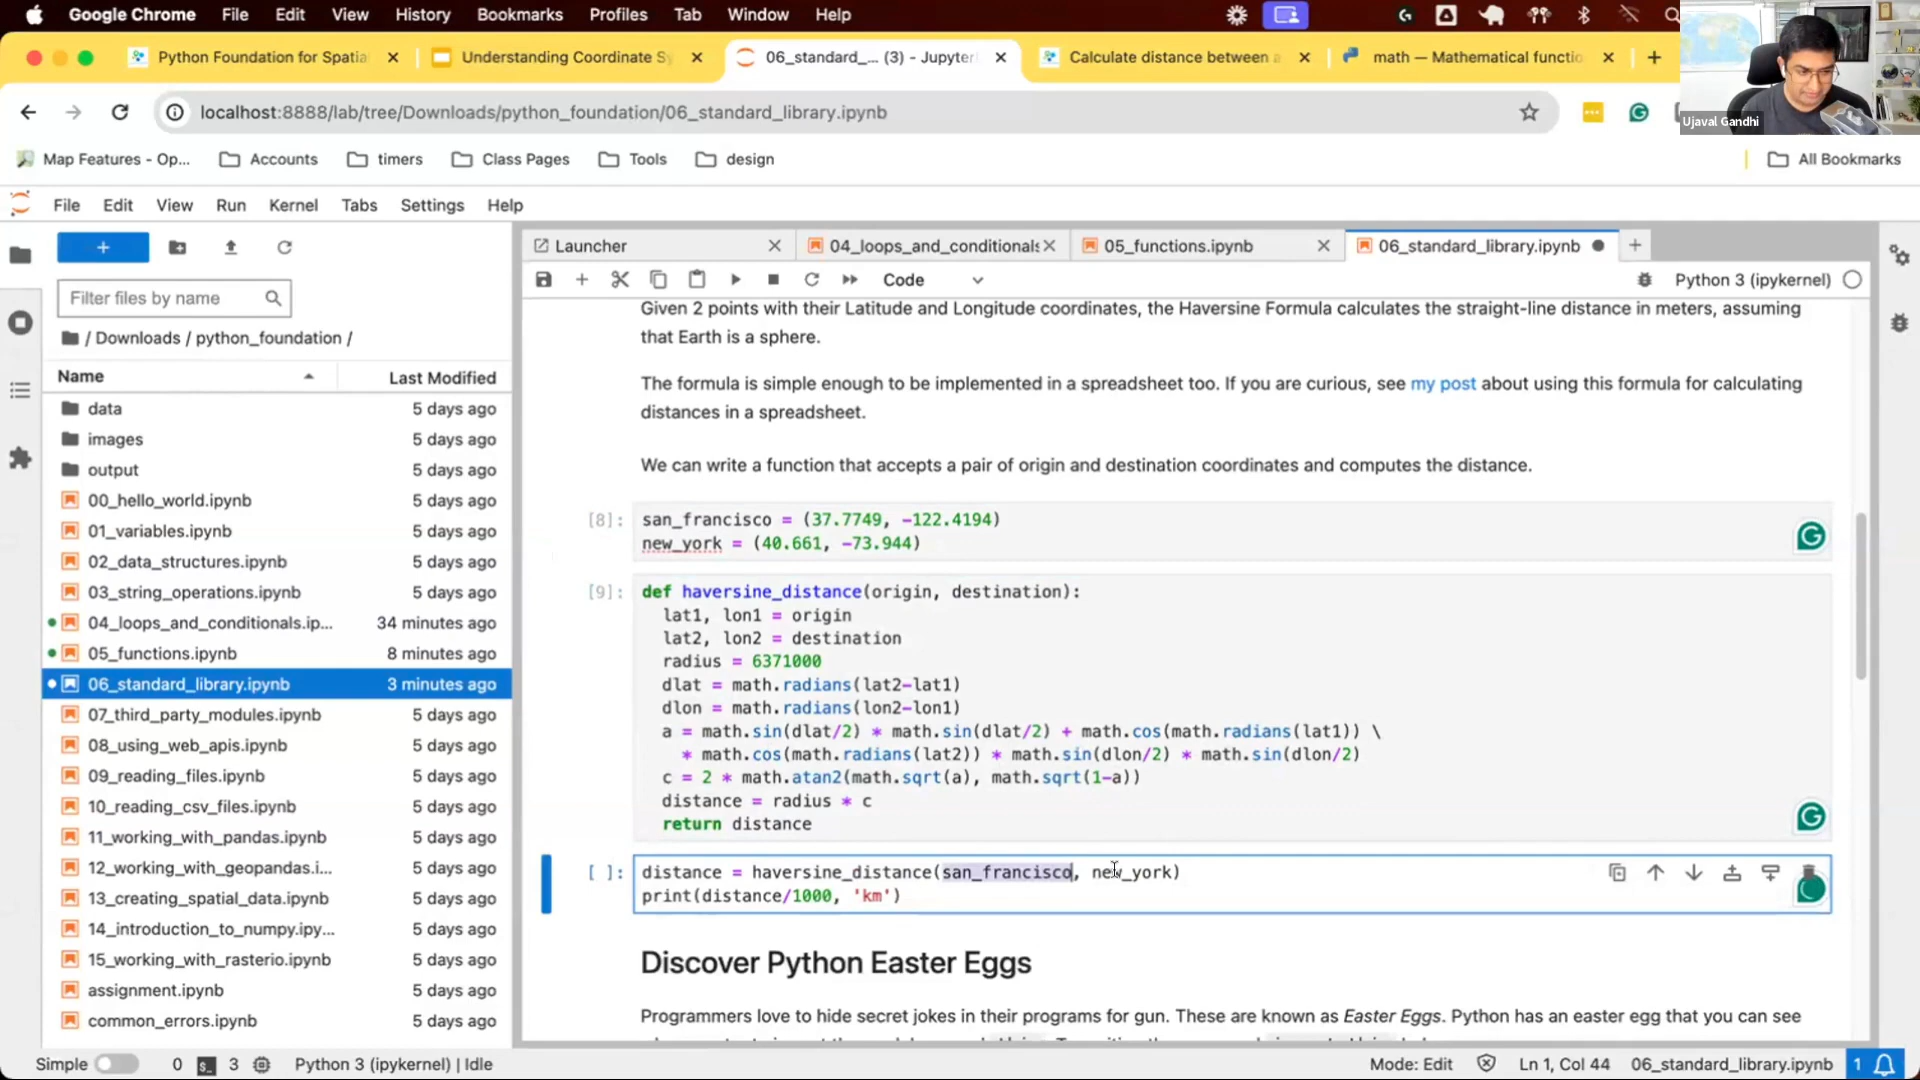 Google Chrome File Edit View History Bookmarks Profiles Tab Window Help
Python Foundation for Spatia
Understanding Coordinate Sy
06_standard_... (3) - Jupyter
Calculate distance between a
math — Mathematical functio
localhost:8888/lab/tree/Downloads/python_foundation/06_standard_library.ipynb
Ujaval Gandhi
Map Features - Op... Accounts timers Class Pages Tools design All Bookmarks
File Edit View Run Kernel Tabs Settings Help
Launcher 04_loops_and_conditionals 05_functions.ipynb 06_standard_library.ipynb
Code Python 3 (ipykernel)
Filter files by name
/ Downloads / python_foundation /
Name Last Modified
data 5 days ago
images 5 days ago
output 5 days ago
00_hello_world.ipynb 5 days ago
01_variables.ipynb 5 days ago
02_data_structures.ipynb 5 days ago
03_string_operations.ipynb 5 days ago
04_loops_and_conditionals.ip... 34 minutes ago
05_functions.ipynb 8 minutes ago
06_standard_library.ipynb 3 minutes ago
07_third_party_modules.ipynb 5 days ago
08_using_web_apis.ipynb 5 days ago
09_reading_files.ipynb 5 days ago
10_reading_csv_files.ipynb 5 days ago
11_working_with_pandas.ipynb 5 days ago
12_working_with_geopandas.i... 5 days ago
13_creating_spatial_data.ipynb 5 days ago
14_introduction_to_numpy.ipy... 5 days ago
15_working_with_rasterio.ipynb 5 days ago
assignment.ipynb 5 days ago
common_errors.ipynb 5 days ago
Given 2 points with their Latitude and Longitude coordinates, the Haversine Formula calculates the straight-line distance in meters, assuming
that Earth is a sphere.
The formula is simple enough to be implemented in a spreadsheet too. If you are curious, see my post about using this formula for calculating
distances in a spreadsheet.
We can write a function that accepts a pair of origin and destination coordinates and computes the distance.
[8]: san_francisco = (37.7749, -122.4194)
new_york = (40.661, -73.944)
[9]: def haversine_distance(origin, destination):
lat1, lon1 = origin
lat2, lon2 = destination
radius = 6371000
dlat = math.radians(lat2-lat1)
dlon = math.radians(lon2-lon1)
a = math.sin(dlat/2) * math.sin(dlat/2) + math.cos(math.radians(lat1)) \
* math.cos(math.radians(lat2)) * math.sin(dlon/2) * math.sin(dlon/2)
c = 2 * math.atan2(math.sqrt(a), math.sqrt(1-a))
distance = radius * c
return distance
[ ]: distance = haversine_distance(san_francisco, new_york)
print(distance/1000, 'km')
Discover Python Easter Eggs
Programmers love to hide secret jokes in their programs for gun. These are known as Easter Eggs. Python has an easter egg that you can see
Simple 0 3 Python 3 (ipykernel) | Idle Mode: Edit Ln 1, Col 44 06_standard_library.ipynb 1